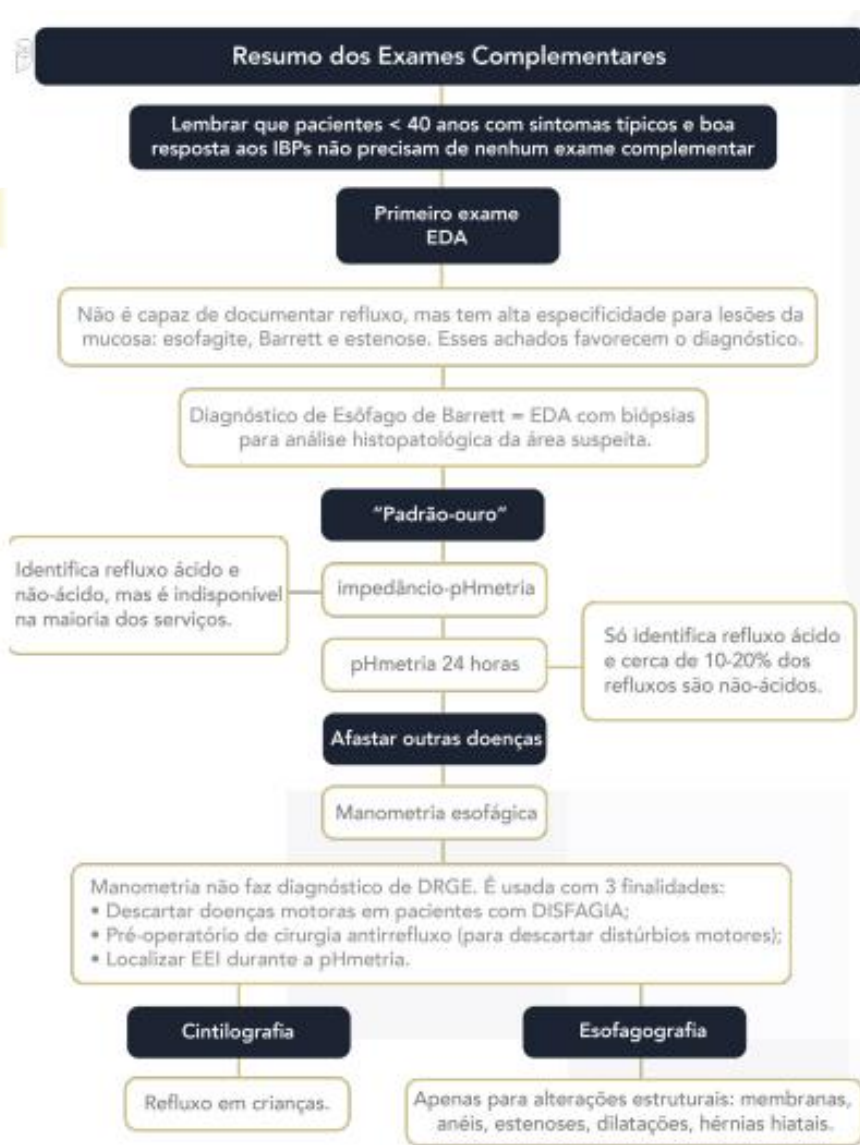 Resumo dos Exames Complementares
Lembrar que pacientes < 40 anos com sintomas típicos e boa
resposta aos IBPs não precisam de nenhum exame complementar
Primeiro exame
EDA
Não é capaz de documentar refluxo, mas tem alta especificidade para lesões da
mucosa: esofagite, Barrett e estenose. Esses achados favorecem o diagnóstico.
Diagnóstico de Esôfago de Barrett = EDA com biópsias
para análise histopatológica da área suspeita.
"Padrão-ouro"
Identifica refluxo ácido e
não-ácido, mas é indisponível
na maioria dos serviços.
impedâncio-pHmetria
pHmetria 24 horas
Só identifica refluxo ácido
e cerca de 10-20% dos
refluxos são não-ácidos.
Afastar outras doenças
Manometria esofágica
Manometria não faz diagnóstico de DRGE. É usada com 3 finalidades:
• Descartar doenças motoras em pacientes com DISFAGIA;
• Pré-operatório de cirurgia antirrefluxo (para descartar distúrbios motores);
• Localizar EEI durante a pHmetria.
Cintilografia
Refluxo em crianças.
Esofagografia
Apenas para alterações estruturais: membranas,
anéis, estenoses, dilatações, hérnias hiatais.